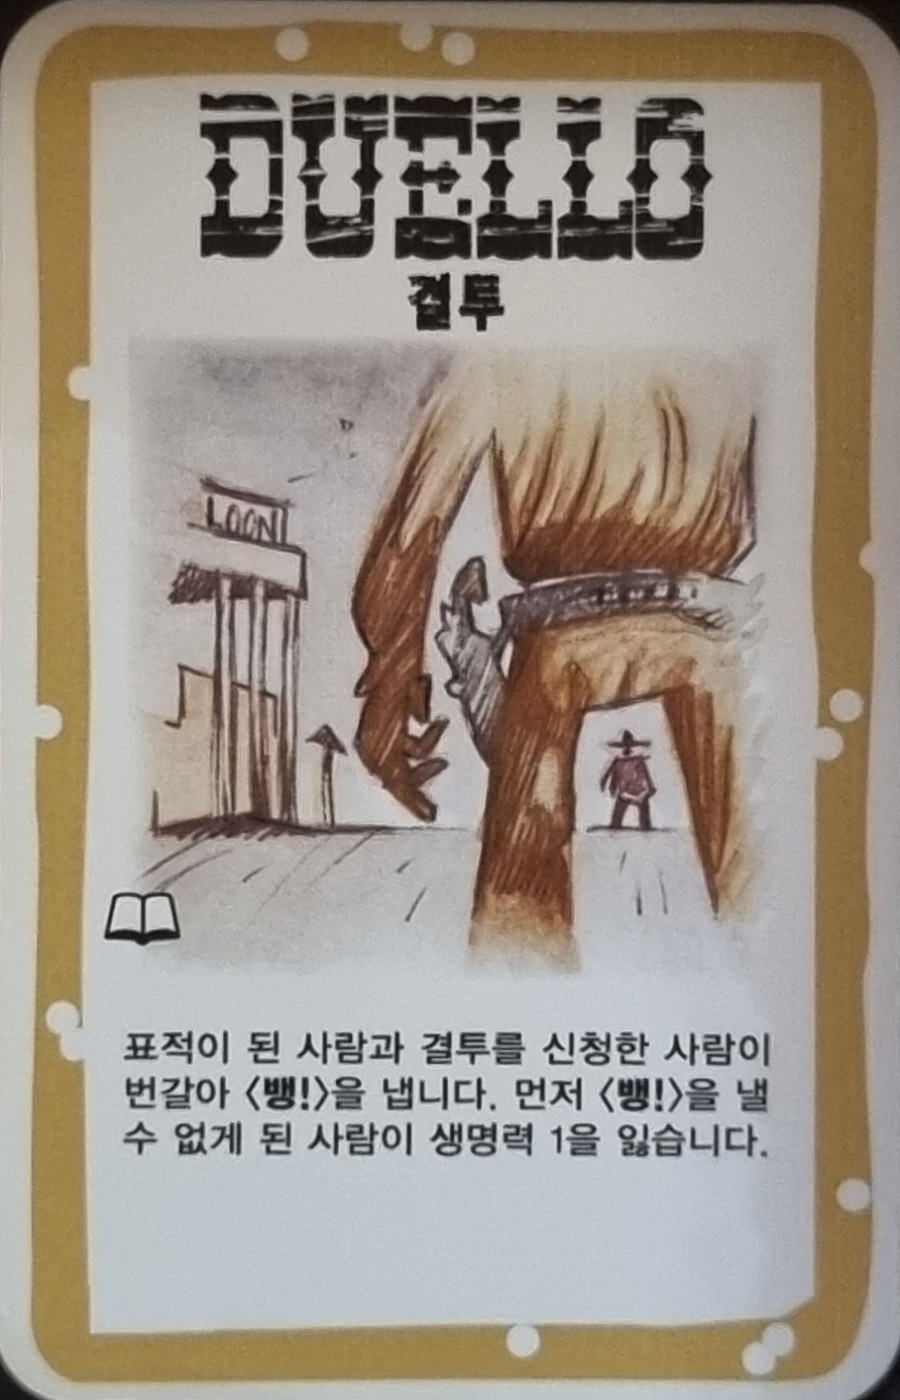 DUELLO
결투
LOON
표적이 된 사람과 결투를 신청한 사람이
번갈아 〈뱅!〉을 냅니다. 먼저 〈뱅!〉을 낼
수 없게 된 사람이 생명력 1을 잃습니다.